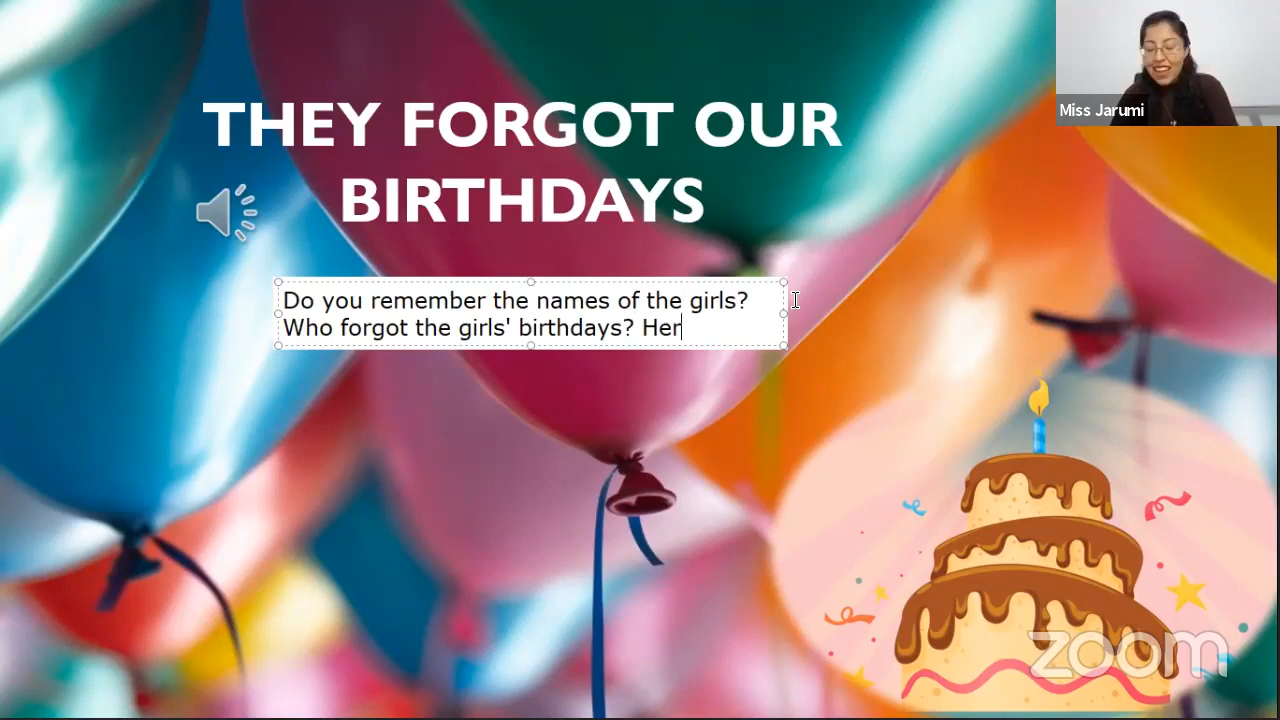 THEY FORGOT OUR
BIRTHDAYS
Do you remember the names of the girls?
Who forgot the girls' birthdays? Her
Miss Jarumi
zoom